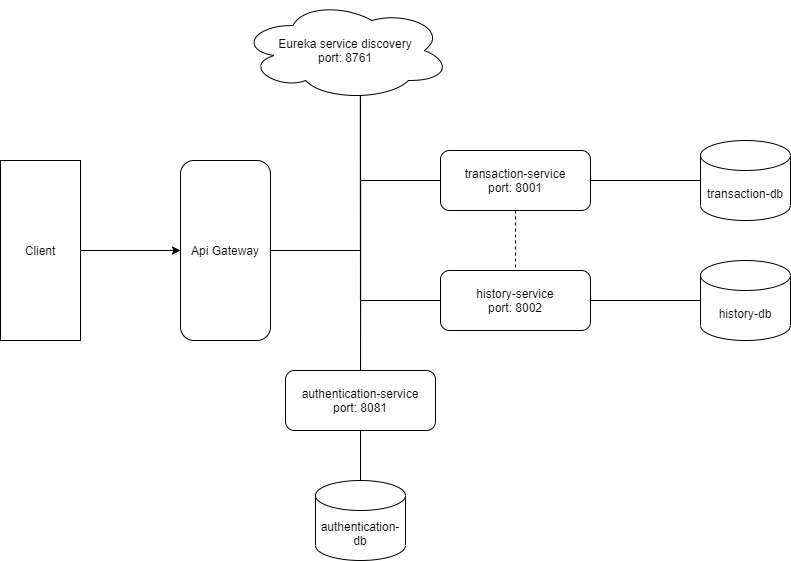 Eureka service discovery
port: 8761
Client
Api Gateway
transaction-service
port: 8001
transaction-db
history-service
port: 8002
history-db
authentication-service
port: 8081
authentication-
db